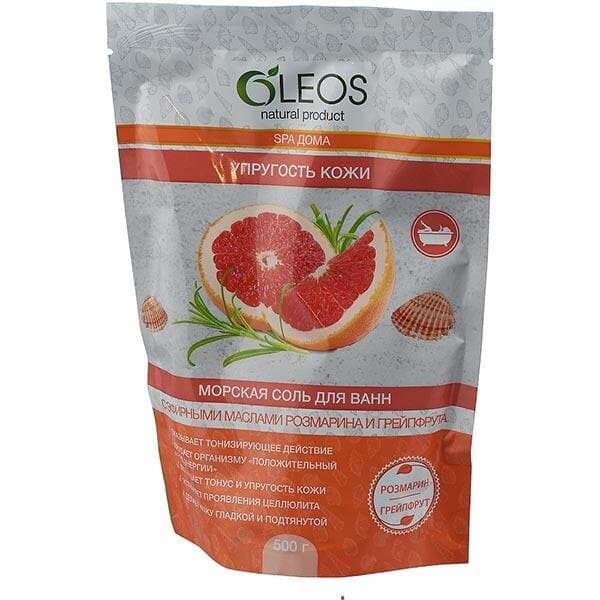 OLEOS
natural product
SPA ДОМА
УПРУГОСТЬ КОЖИ
МОРСКАЯ СОЛЬ ДЛЯ ВАНН
С ЭФИРНЫМИ МАСЛАМИ РОЗМАРИНА И ГРЕЙПФРУТА
ТОНИЗИРУЮЩЕЕ ДЕЙСТВИЕ
ОРГАНИЗМУ «ПОЛОЖИТЕЛЬНЫЙ
ТОНУС И УПРУГОСТЬ КОЖИ
ПРОЯВЛЕНИЯ ЦЕЛЛЮЛИТА
ГЛАДКОЙ И ПОДТЯНУТОЙ
РОЗМАРИН
ГРЕЙПФРУТ
500 г